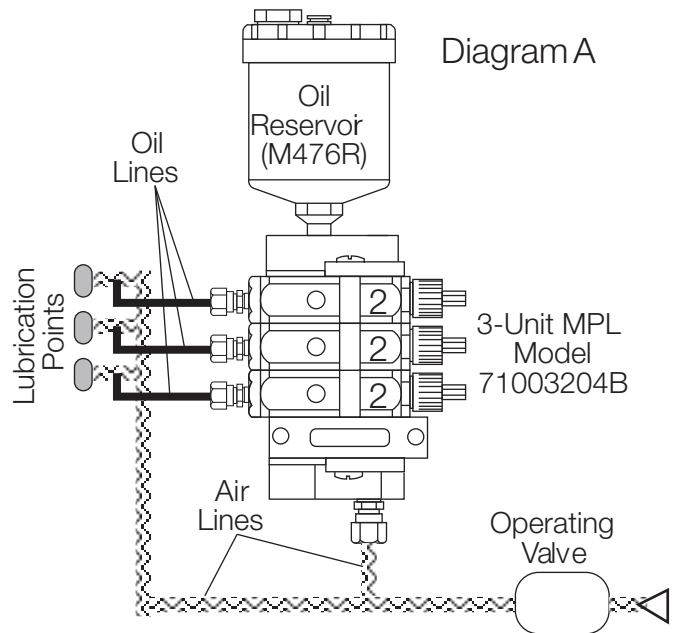 Diagram A
Oil
Reservoir
(M476R)
Oil
Lines
Lubrication
Points
2
2
2
3-Unit MPL
Model
71003204B
Air
Lines
Operating
Valve